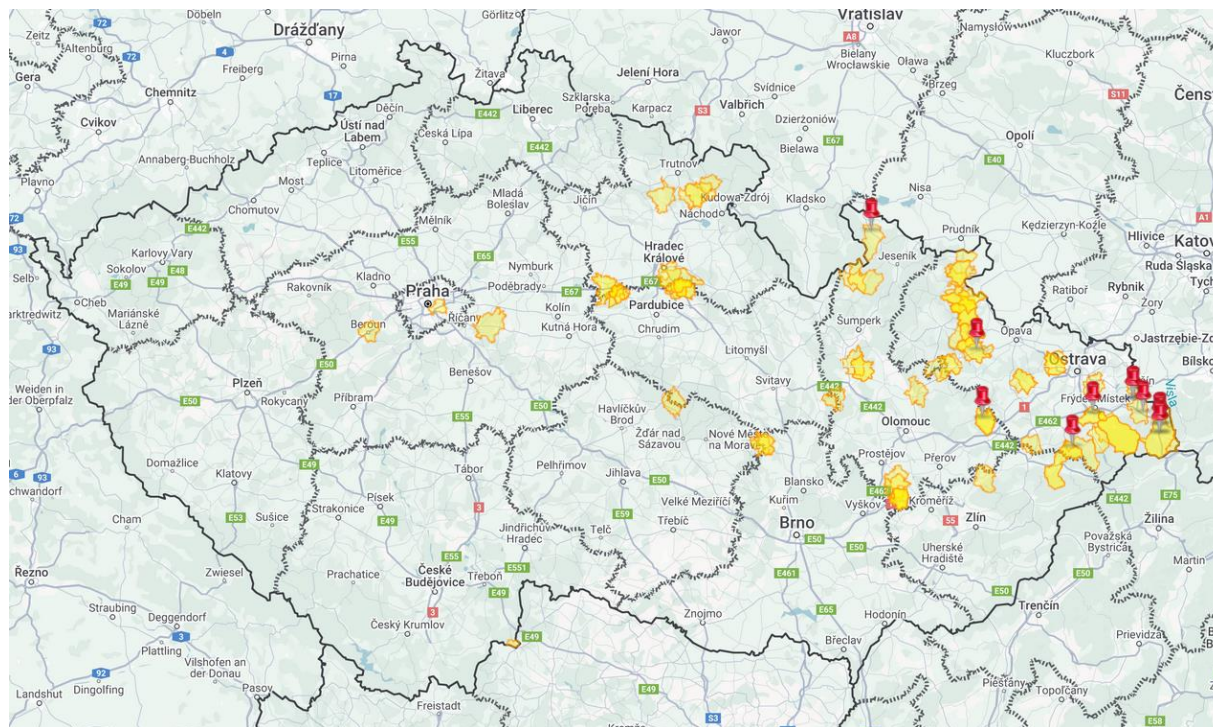 Zeitz
Döbeln
Görlitz
Vratislav
Namysłów
Drážďany
Jawor
Kluczbork
Altenburg
Bielany
Wrocławskie
Oława
Gera
Freiberg
Pirna
Žitava
Jelení Hora
Svídnice
Brzeg
Chemnitz
Szklarska
Poreba
Karpacz
Valbřich
Děčín
Liberec
Cvikov
Ústí nad
Labem
Česká Lípa
Dzierżoniów
Opolí
Teplice
Bielawa
Annaberg-Buchholz
Litoměřice
Trutnov
Plavno
Most
Mladá
Boleslav
Jičín
Kudowa-Zdrój
Kladsko
Nisa
Chomutov
Náchod
Mělník
Kędzierzyn-Koźle
Prudník
Hlivice
Karlovy Vary
Hradec
Králové
Jeseník
Selb
Sokolov
Kladno
Nymburk
Ruda Śląska
Rakovník
Poděbrady
Praha
Ratiboř
Rybnik
Cheb
Mariánské
Lázně
Kolín
Pardubice
Żory
Beroun
Říčany
Kutná Hora
Chrudim
Šumperk
Opava
Jastrzębie-Zd
Ostrava
Litomyšl
Plzeň
Benešov
Weiden in
der Oberpfalz
Svitavy
Rokycany
Příbram
Havlíčkův
Brod
Frýdek-Místek
Visla
Olomouc
Žďár nad
Sázavou
Nové Město
na Moravě
Domažlice
Tábor
Prostějov
Přerov
Klatovy
Pelhřimov
Jihlava
Blansko
Písek
Velké Meziříčí
Kuřim
Vyškov
Kroměříž
Cham
Sušice
Strakonice
Telč
Třebíč
Brno
Zlín
Jindřichův
Hradec
Žilina
Uherské
Hradiště
Považská
Bystrica
Řezno
Zwiesel
Prachatice
České
Budějovice
Třeboň
Martin
Straubing
Deggendorf
Znojmo
Hodonín
Trenčín
Český Krumlov
Plattling
Břeclav
Prievidza
Vilshofen an
der Donau
Landshut
Dingolfing
Pasov
Freistadt
Piešťany
Topoľčany